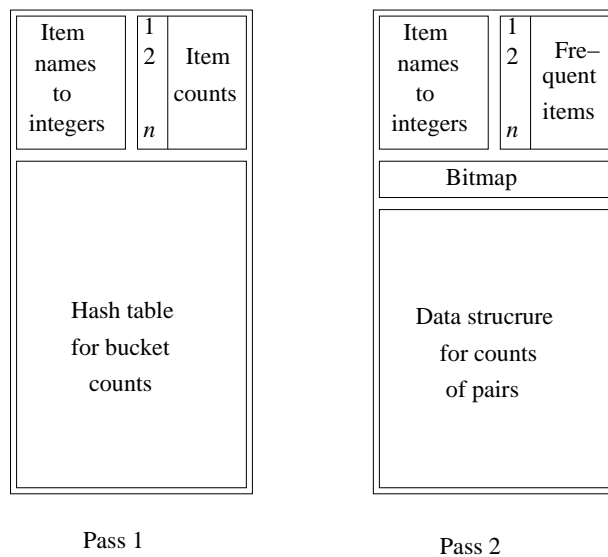 Item
names
to
integers
1
2
n
Item
counts
Hash table
for bucket
counts
Pass 1
Item
names
to
integers
1
2
n
Fre–
quent
items
Bitmap
Data strucrure
for counts
of pairs
Pass 2